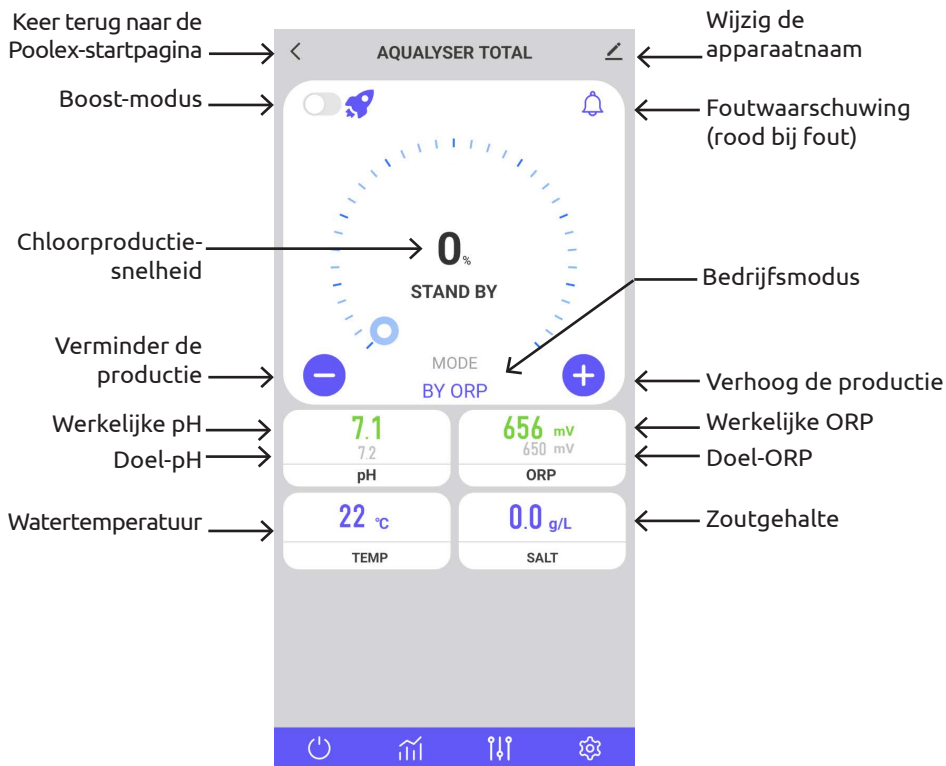 Keer terug naar de
Poolex-startpagina
AQUALYSER TOTAL
Wijzig de
apparaatnaam
Boost-modus
Foutwaarschuwing
(rood bij fout)
Chloorproductie-
snelheid
0%
STAND BY
Bedrijfsmodus
Verminder de
productie
MODE
BY ORP
Verhoog de productie
Werkelijke pH
7.1
656 mV
Werkelijke ORP
Doel-pH
7.2
650 mV
Doel-ORP
pH
ORP
Watertemperatuur
22 °C
0.0 g/L
Zoutgehalte
TEMP
SALT